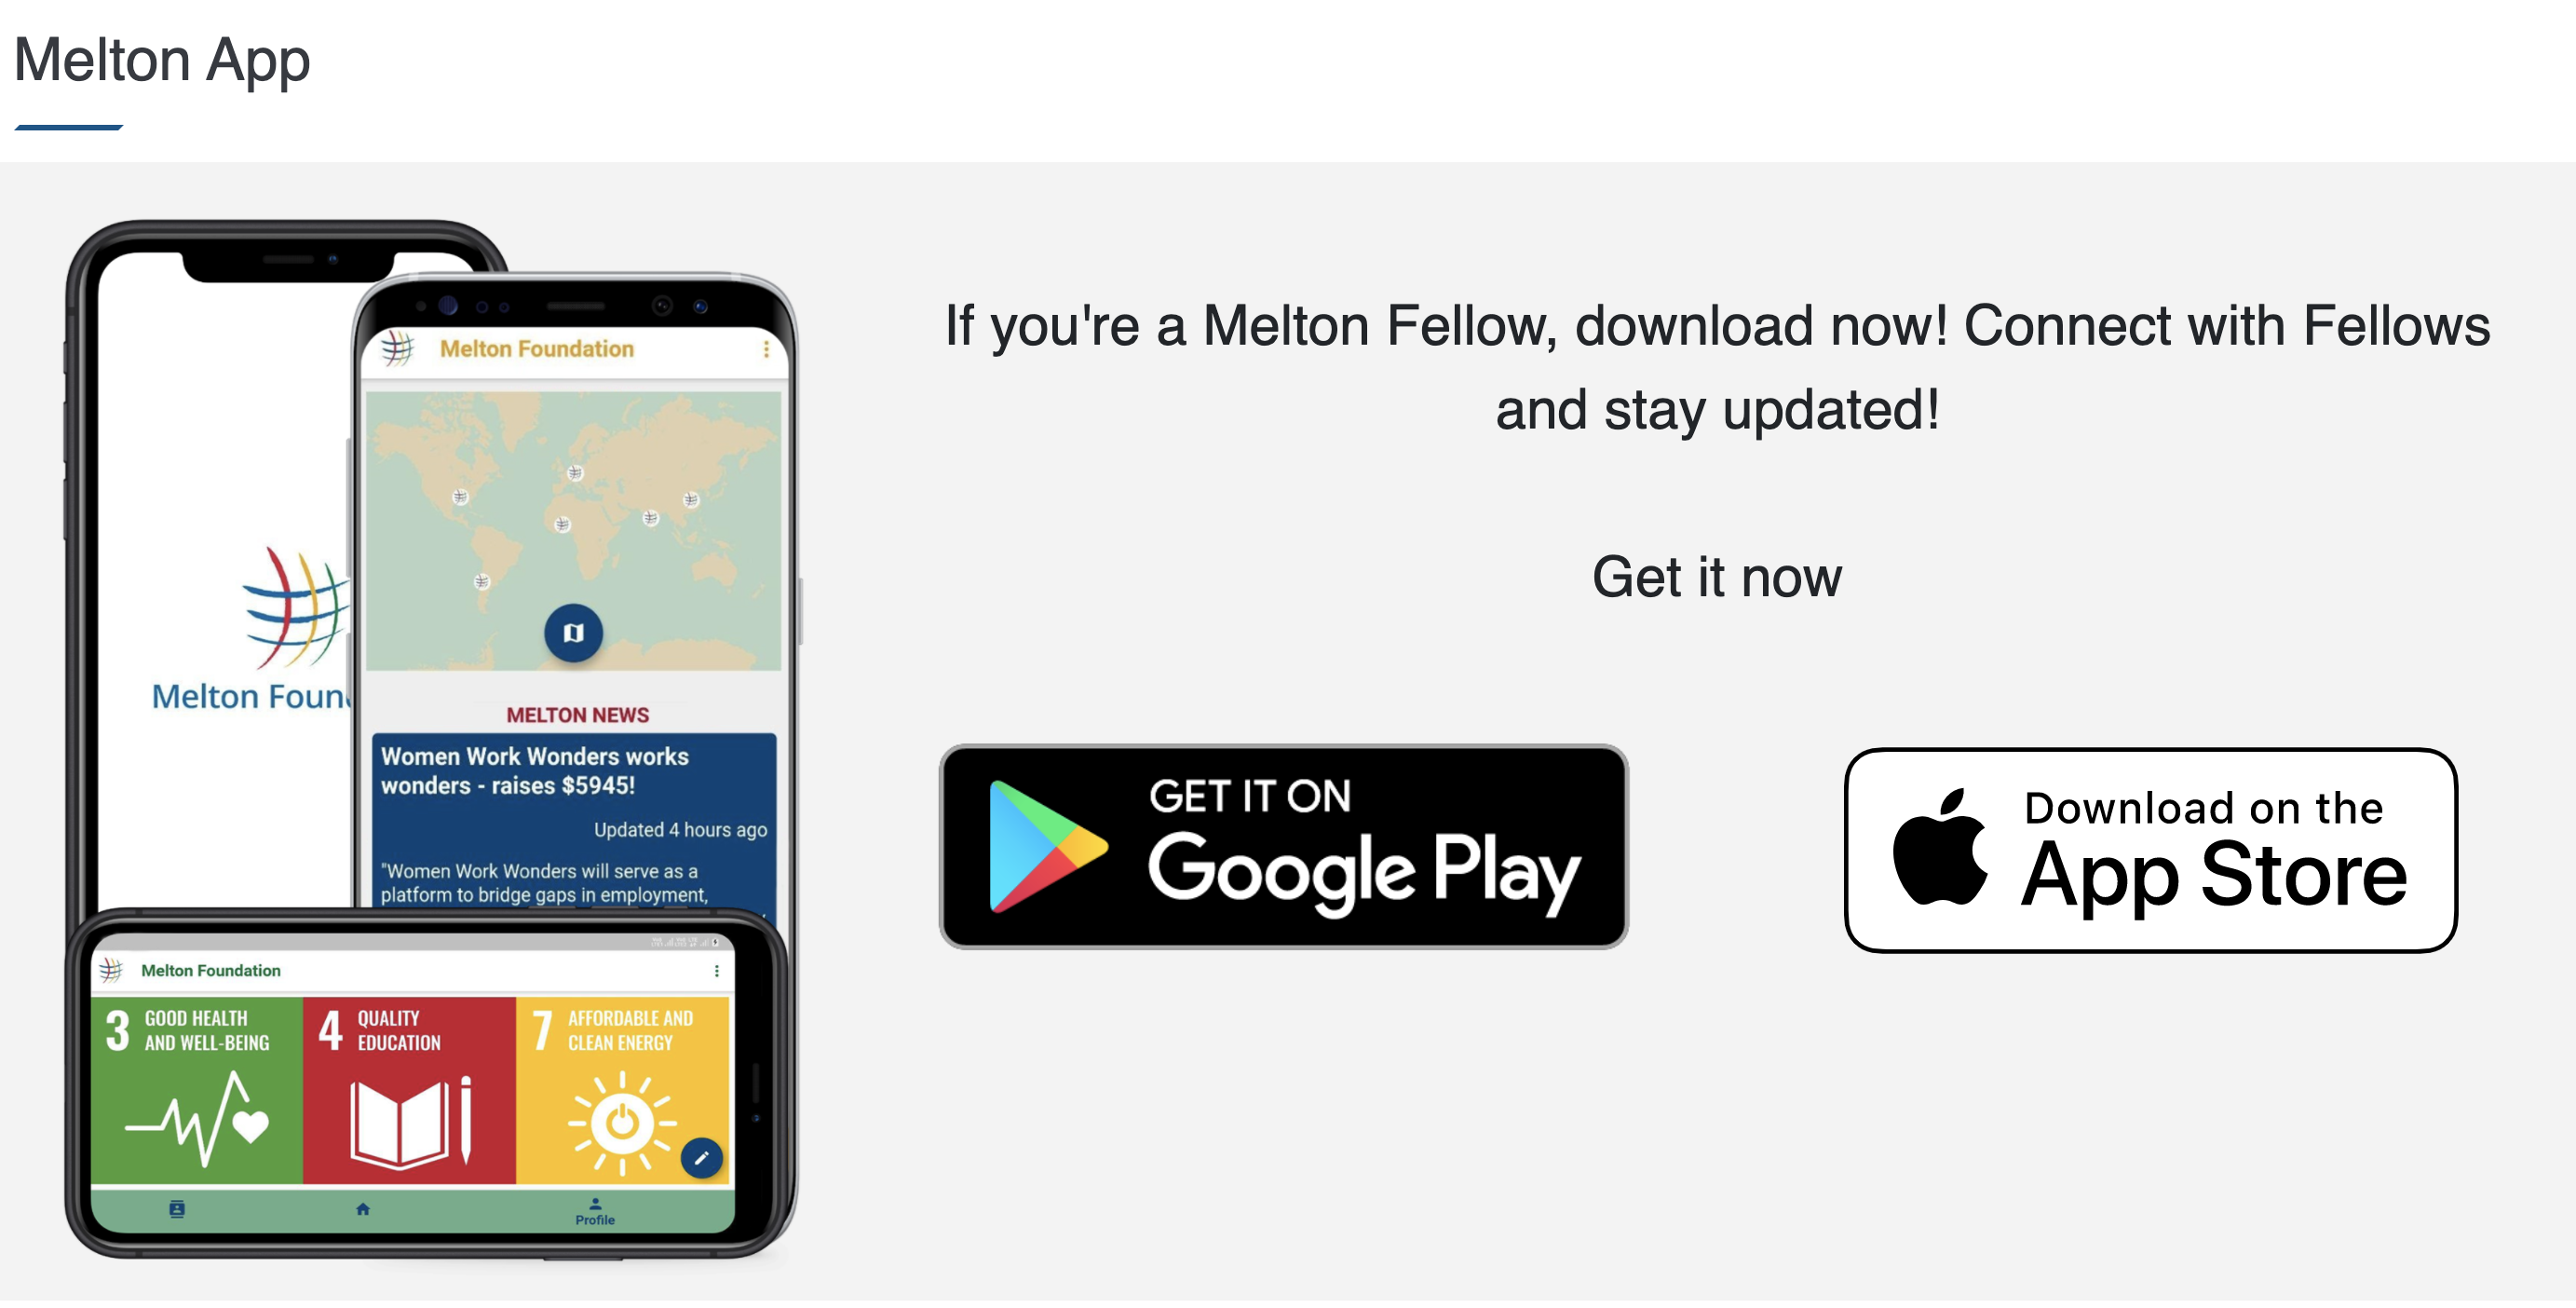 Melton App
If you're a Melton Fellow, download now! Connect with Fellows
and stay updated!
Get it now
GET IT ON
Google Play
Download on the
App Store
Melton Foun
Melton Foundation
MELTON NEWS
Women Work Wonders works
wonders - raises $5945!
Updated 4 hours ago
"Women Work Wonders will serve as a
platform to bridge gaps in employment,
Melton Foundation
3 GOOD HEALTH
AND WELL-BEING
4 QUALITY
EDUCATION
7 AFFORDABLE AND
CLEAN ENERGY
Profile